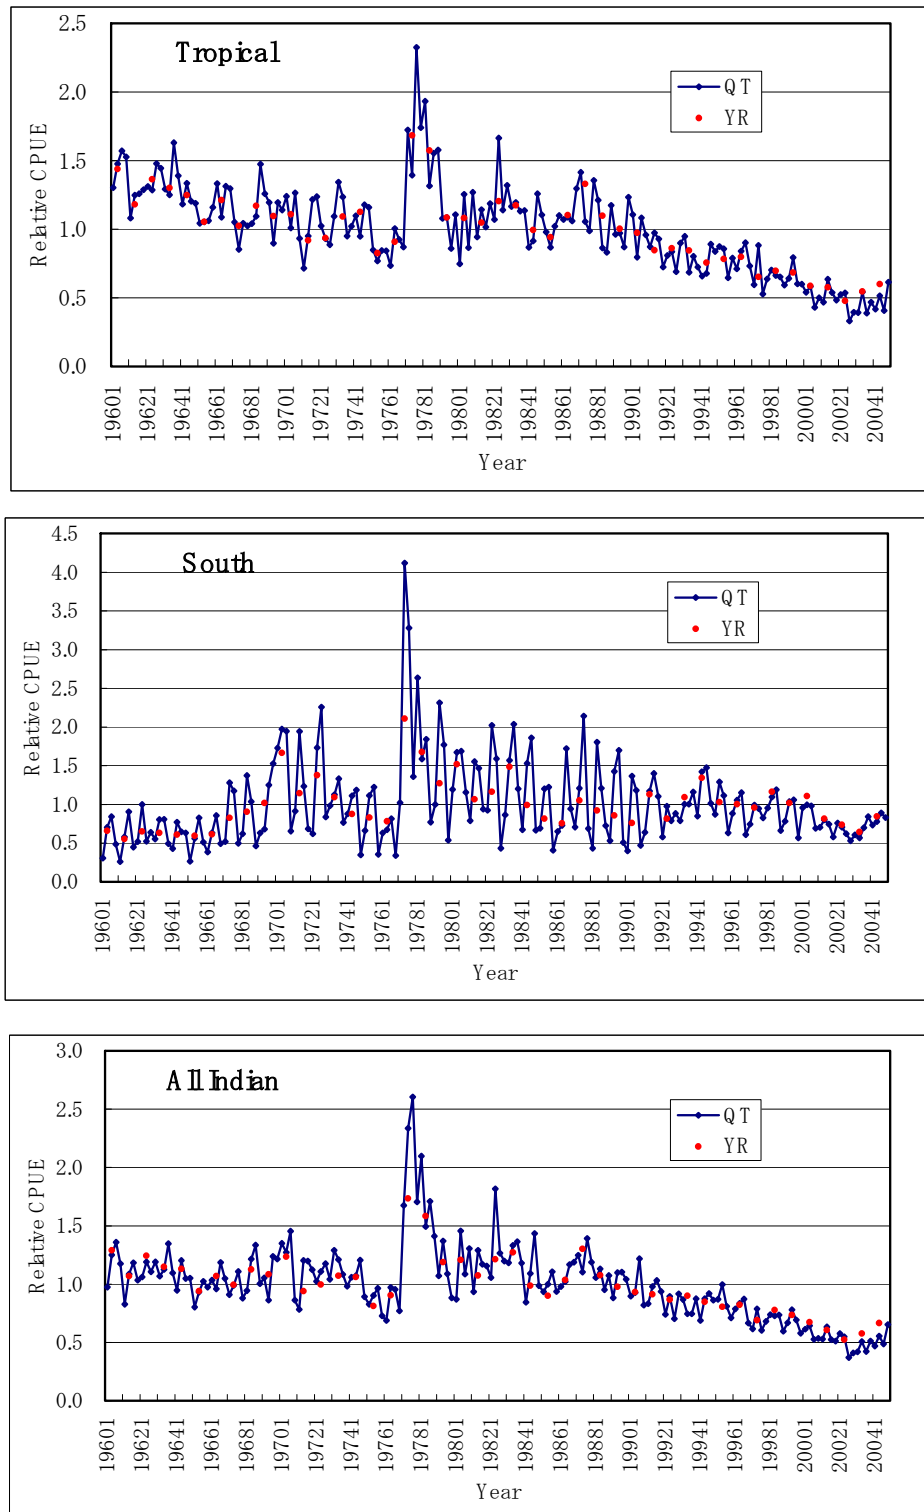 2.5
Tropical
2.0
QT
YR
1.5
1.0
0.5
0.0
Relative CPUE
19601 19621 19641 19661 19681 19701 19721 19741 19761 19781 19801 19821 19841 19861 19881 19901 19921 19941 19961 19981 20001 20021 20041
Year
4.5
South
4.0
QT
YR
3.5
3.0
2.5
2.0
1.5
1.0
0.5
0.0
Relative CPUE
19601 19621 19641 19661 19681 19701 19721 19741 19761 19781 19801 19821 19841 19861 19881 19901 19921 19941 19961 19981 20001 20021 20041
Year
3.0
All Indian
2.5
QT
YR
2.0
1.5
1.0
0.5
0.0
Relative CPUE
19601 19621 19641 19661 19681 19701 19721 19741 19761 19781 19801 19821 19841 19861 19881 19901 19921 19941 19961 19981 20001 20021 20041
Year